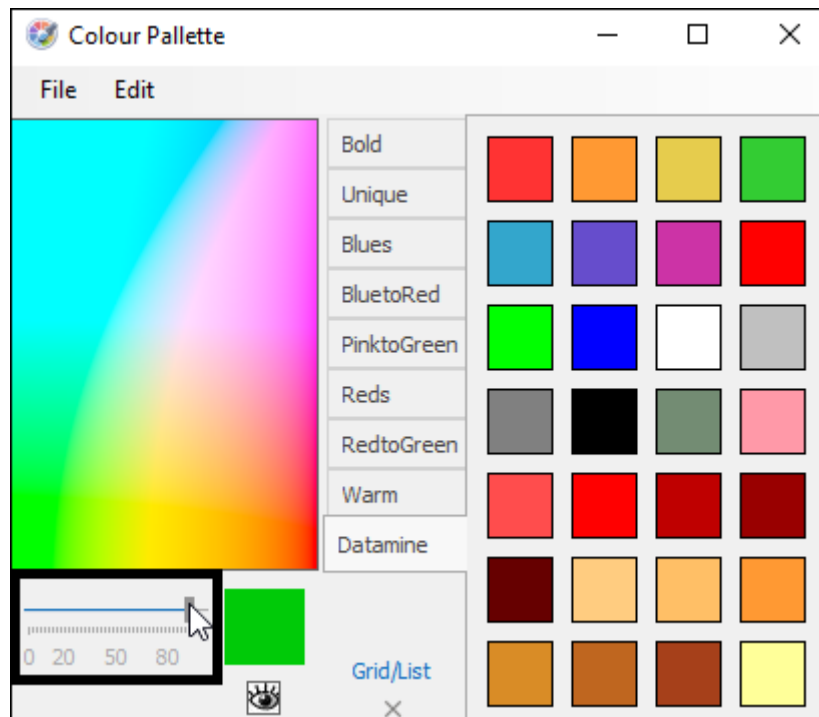 Colour Pallette
File Edit
Bold
Unique
Blues
BluetoRed
PinktoGreen
Reds
RedtoGreen
Warm
Datamine
0 20 50 80
Grid/List